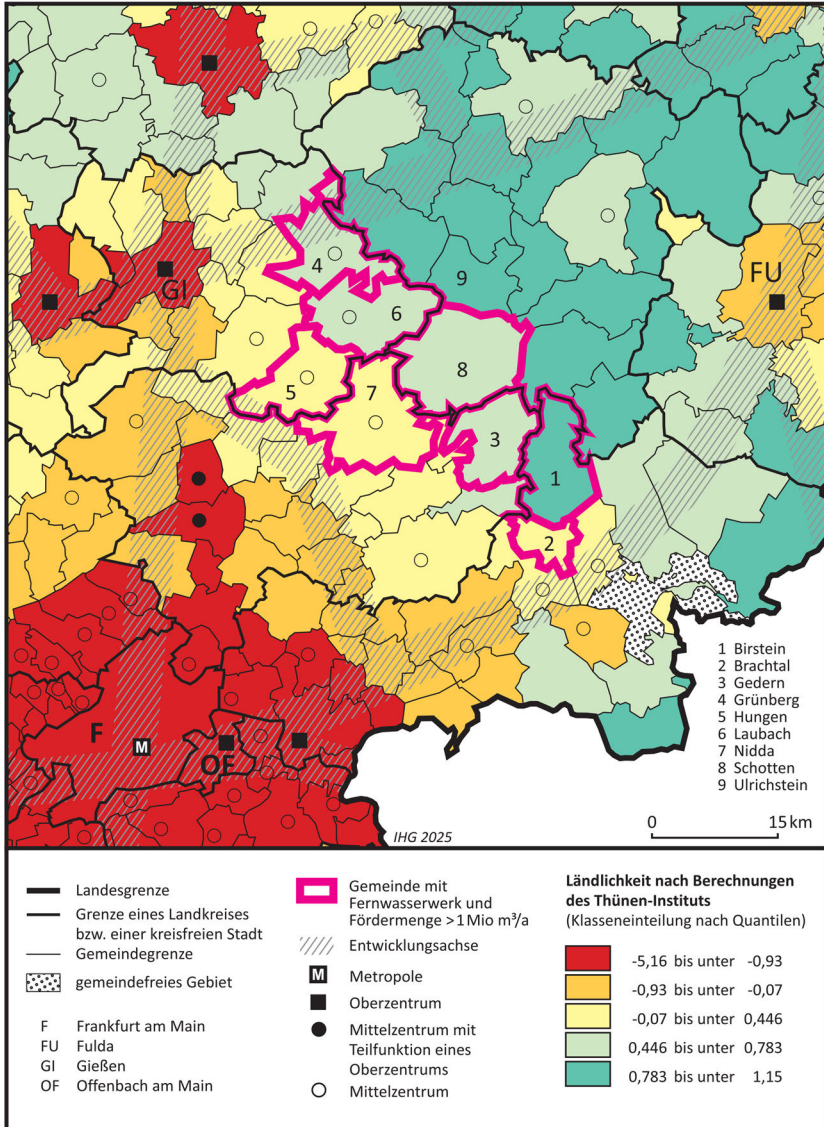 GI
FU
4
9
6
8
5
7
3
1
2
F
M
OF
1 Birstein
2 Brachtal
3 Gedern
4 Grünberg
5 Hungen
6 Laubach
7 Nidda
8 Schotten
9 Ulrichstein
0 15 km
IHG 2025
Landesgrenze
Grenze eines Landkreises
bzw. einer kreisfreien Stadt
Gemeindegrenze
gemeindefreies Gebiet
F Frankfurt am Main
FU Fulda
GI Gießen
OF Offenbach am Main
Gemeinde mit
Fernwasserwerk und
Fördermenge >1 Mio m³/a
Entwicklungsachse
M Metropole
Oberzentrum
Mittelzentrum mit
Teilfunktion eines
Oberzentrums
Mittelzentrum
Ländlichkeit nach Berechnungen
des Thünen-Instituts
(Klasseneinteilung nach Quantilen)
-5,16 bis unter -0,93
-0,93 bis unter -0,07
-0,07 bis unter 0,446
0,446 bis unter 0,783
0,783 bis unter 1,15